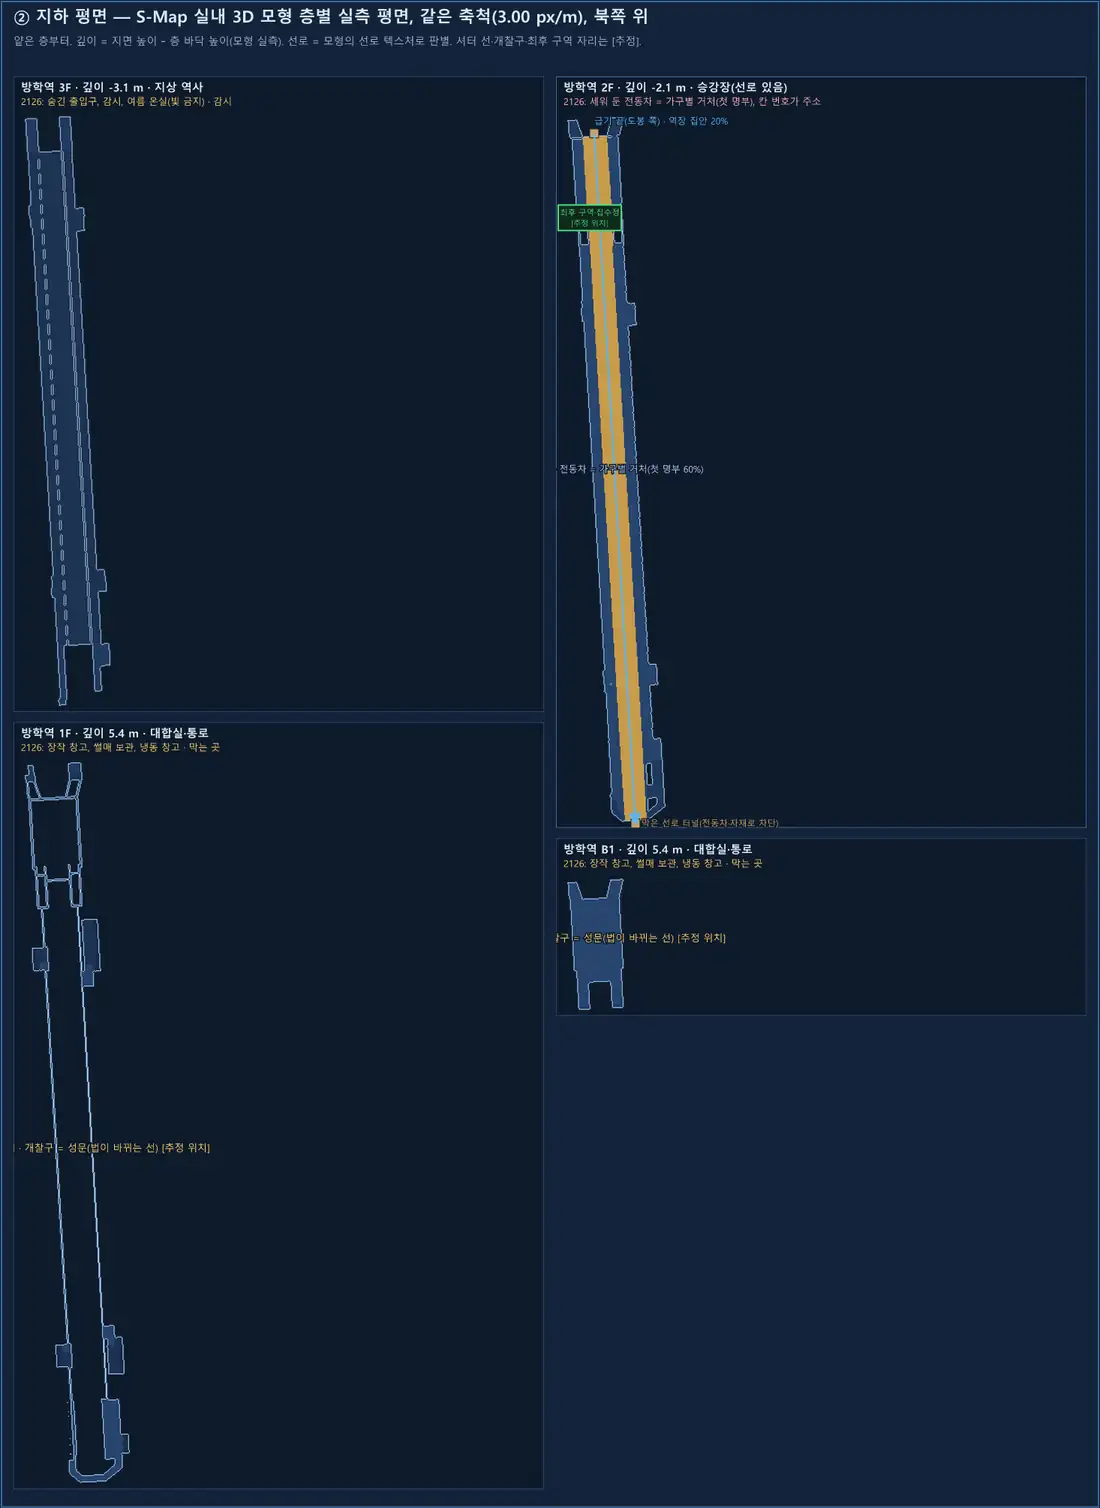 ② 지하 평면 — S-Map 실내 3D 모형 층별 실측 평면, 같은 축척(3.00 px/m), 북쪽 위
얕은 층부터. 깊이 = 지면 높이 - 층 바닥 높이(모형 실측). 선로 = 모형의 선로 텍스처로 판별. 셔터 선·개찰구·최후 구역 자리는 [추정].
방학역 3F · 깊이 -3.1 m · 지상 역사
2126: 숨긴 출입구, 감시, 여름 온실(빛 금지) · 감시
방학역 2F · 깊이 -2.1 m · 승강장(선로 있음)
2126: 세워 둔 전동차 = 가구별 거처(첫 명부), 칸 번호가 주소
급기 끝(도봉 쪽) · 역장 집안 20%
최후 구역·집수정
[추정 위치]
전동차 = 가구별 거처(첫 명부 60%)
막은 선로 터널(전동차·자재로 차단)
방학역 1F · 깊이 5.4 m · 대합실·통로
2126: 장작 창고, 썰매 보관, 냉동 창고 · 막는 곳
· 개찰구 = 성문(법이 바뀌는 선) [추정 위치]
방학역 B1 · 깊이 5.4 m · 대합실·통로
2126: 장작 창고, 썰매 보관, 냉동 창고 · 막는 곳
구 = 성문(법이 바뀌는 선) [추정 위치]